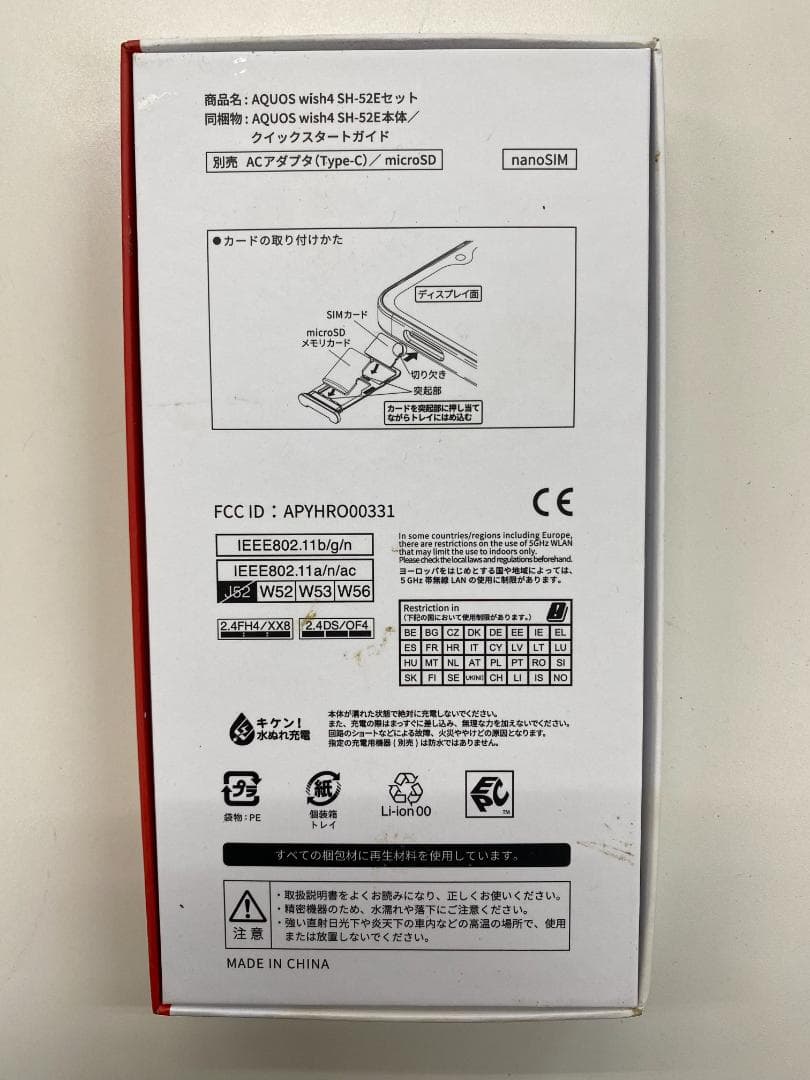 商品名：AQUOS wish4 SH-52Eセット
同梱物：AQUOS wish4 SH-52E本体／
クイックスタートガイド
別売 ACアダプタ（Type-C）／ microSD
nanoSIM
●カードの取り付けかた
ディスプレイ面
SIMカード
microSD
メモリカード
切り欠き
突起部
カードを突起部に押し当て
ながらトレイにはめ込む
FCC ID：APYHRO00331
CE
IEEE802.11b/g/n
IEEE802.11a/n/ac
J52 W52 W53 W56
2.4FH4/XX8 2.4DS/OF4
In some countries/regions including Europe,
there are restrictions on the use of 5GHz WLAN
that may limit the use to indoors only.
Please check the local laws and regulations beforehand.
ヨーロッパをはじめとする国や地域によっては、
5 GHz 帯無線 LAN の使用に制限があります。
Restriction in
（下記の国において使用制限があります。）
BE BG CZ DK DE EE IE EL
ES FR HR IT CY LV LT LU
HU MT NL AT PL PT RO SI
SK FI SE UK(NI) CH LI IS NO
キケン！
水ぬれ充電
本体が濡れた状態で絶対に充電しないでください。
また、充電の際はまっすぐに差し込み、無理な力を加えないでください。
回路のショートなどによる故障、火災ややけどの原因となります。
指定の充電用機器（別売）は防水ではありません。
プラ
袋物：PE
紙
個装箱
トレイ
Li-ion 00
EPC
TM
すべての梱包材に再生材料を使用しています。
注意
・取扱説明書をよくお読みになり、正しくお使いください。
・精密機器のため、水濡れや落下にご注意ください。
・強い直射日光下や炎天下の車内などの高温の場所で、使用
または放置しないでください。
MADE IN CHINA